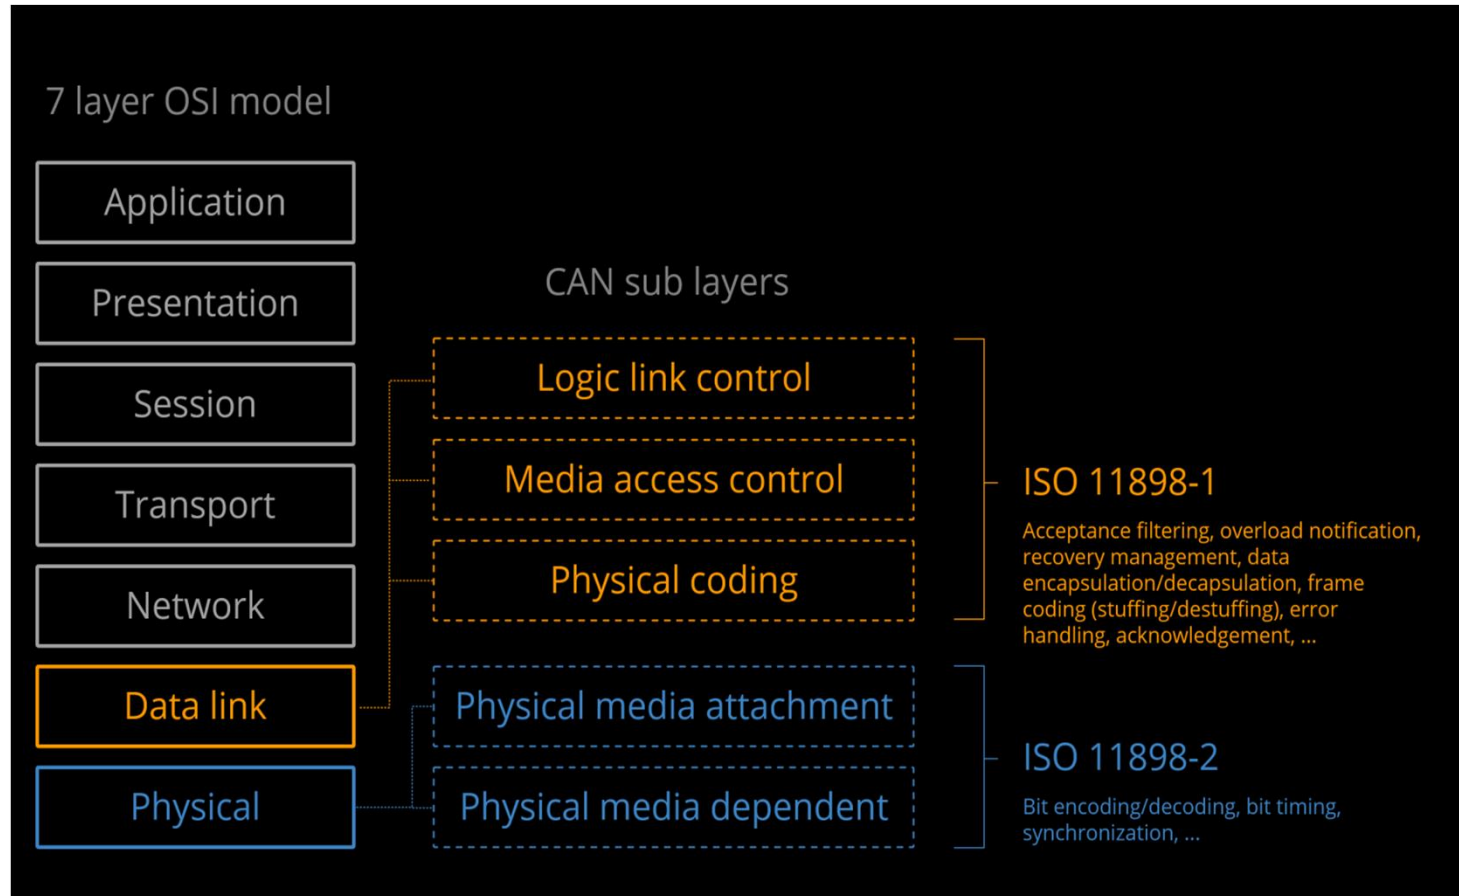 7 layer OSI model
Application
Presentation
Session
Transport
Network
Data link
Physical
CAN sub layers
Logic link control
Media access control
Physical coding
Physical media attachment
Physical media dependent
ISO 11898-1
Acceptance filtering, overload notification,
recovery management, data
encapsulation/decapsulation, frame
coding (stuffing/destuffing), error
handling, acknowledgement, ...
ISO 11898-2
Bit encoding/decoding, bit timing,
synchronization, ...